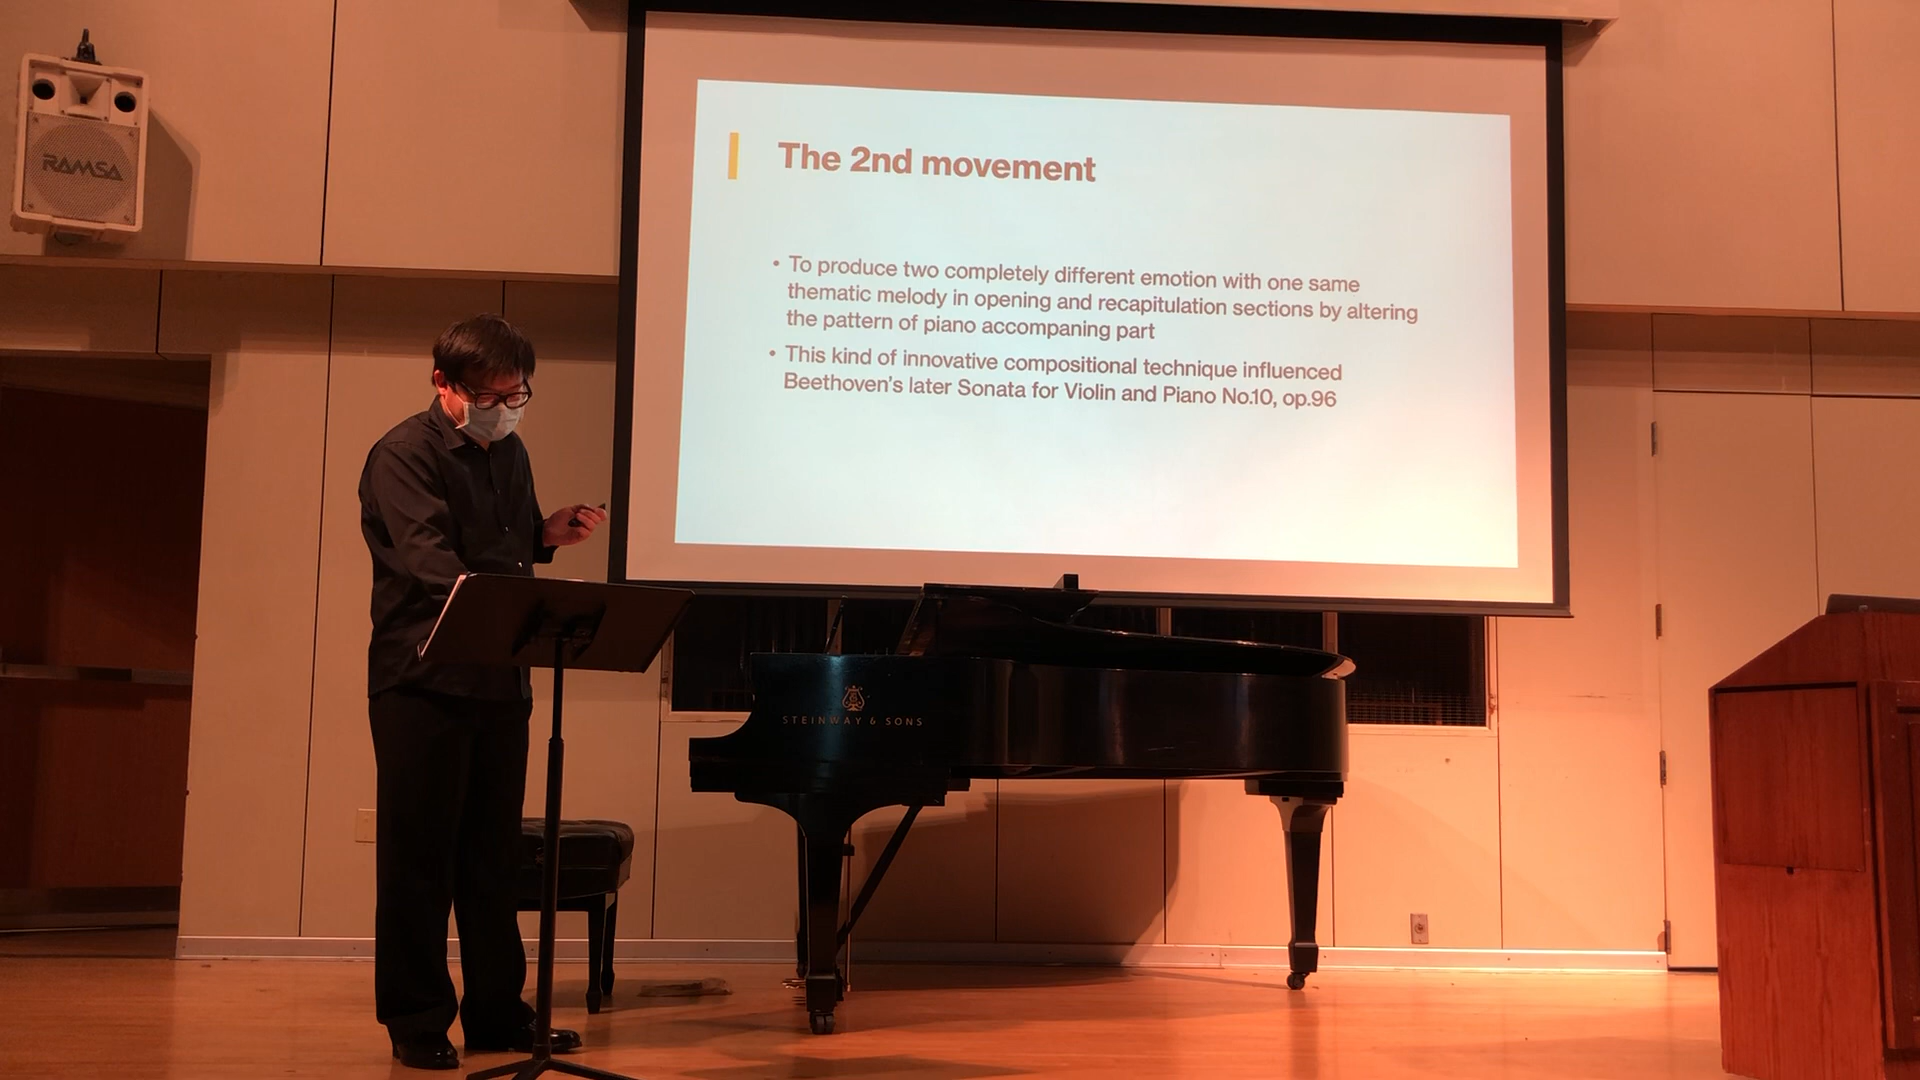 RAMSA
The 2nd movement
• To produce two completely different emotion with one same
thematic melody in opening and recapitulation sections by altering
the pattern of piano accompaning part
• This kind of innovative compositional technique influenced
Beethoven's later Sonata for Violin and Piano No.10, op.96
STEINWAY & SONS